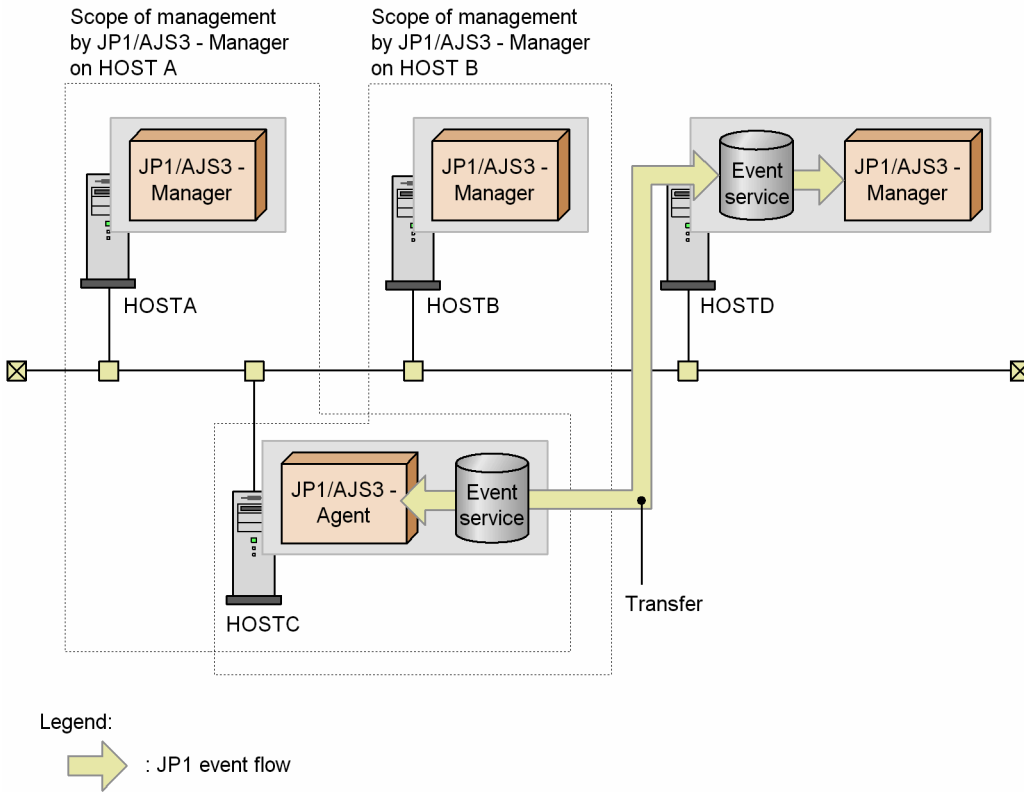 Scope of management
by JP1/AJS3 - Manager
on HOST A
Scope of management
by JP1/AJS3 - Manager
on HOST B
JP1/AJS3 -
Manager
JP1/AJS3 -
Manager
Event
service
JP1/AJS3 -
Manager
HOSTA
HOSTB
HOSTD
JP1/AJS3 -
Agent
Event
service
HOSTC
Transfer
Legend:
: JP1 event flow